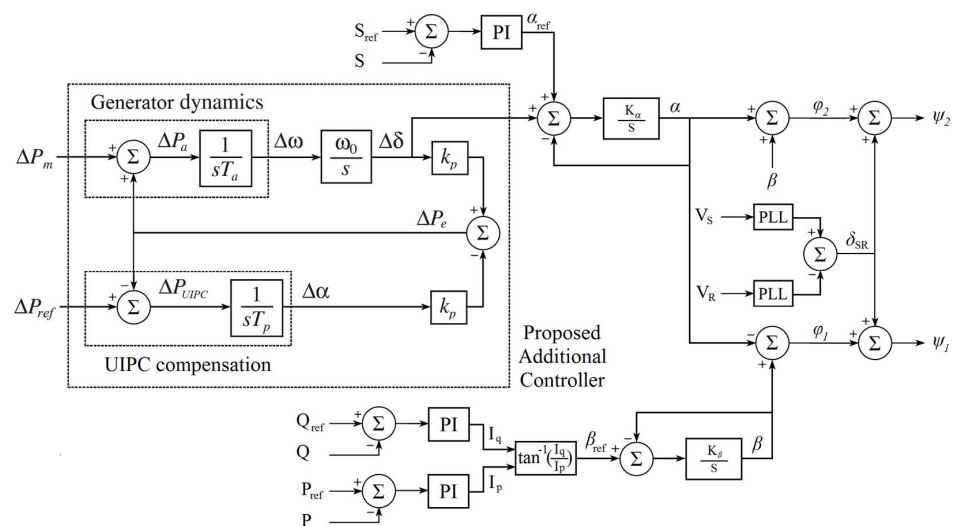 S_ref
S
Σ
+
−
PI
α_ref
Generator dynamics
ΔP_m
+
+
Σ
ΔP_a
1
sT_a
Δω
ω_0
s
Δδ
k_p
+
+
−
Σ
K_α
S
α
+
+
Σ
φ_2
+
+
Σ
ψ_2
β
ΔP_e
+
−
Σ
V_S
PLL
+
−
Σ
δ_SR
V_R
PLL
ΔP_ref
+
−
Σ
ΔP_UIPC
1
sT_p
Δα
k_p
UIPC compensation
Proposed
Additional
Controller
−
+
Σ
φ_1
+
+
Σ
ψ_1
Q_ref
Q
+
−
Σ
PI
I_q
P_ref
P
+
−
Σ
PI
I_p
tan⁻¹(I_q/I_p)
β_ref
+
−
Σ
K_β
S
β